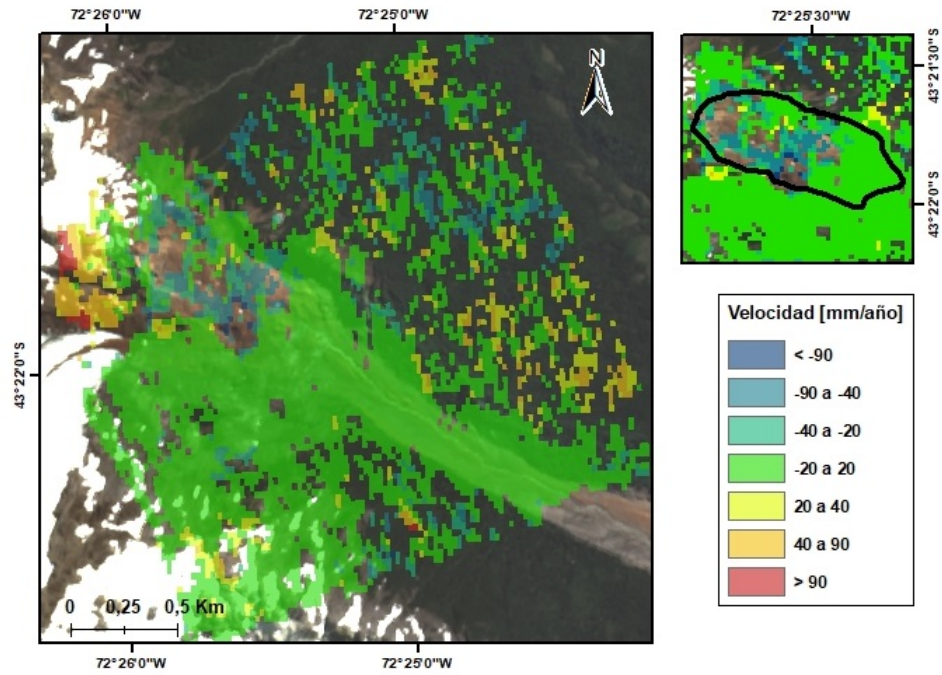 72°26'0"W 72°25'0"W
72°25'30"W
N
43°21'30"S
43°22'0"S
43°22'0"S
Velocidad [mm/año]
< -90
-90 a -40
-40 a -20
-20 a 20
20 a 40
40 a 90
> 90
0 0,25 0,5 Km
72°26'0"W 72°25'0"W